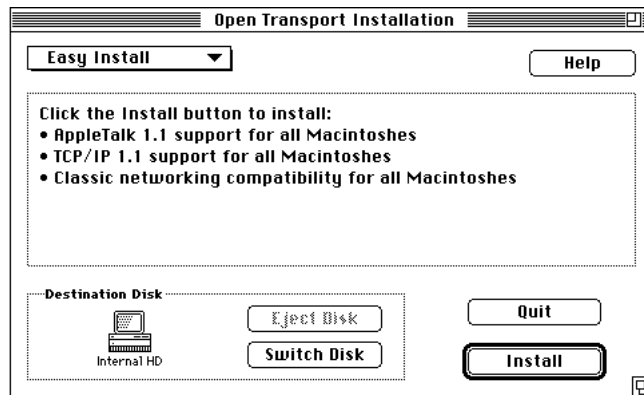 Open Transport Installation
Easy Install
Help
Click the Install button to install:
• AppleTalk 1.1 support for all Macintoshes
• TCP/IP 1.1 support for all Macintoshes
• Classic networking compatibility for all Macintoshes
Destination Disk
Internal HD
Eject Disk
Switch Disk
Quit
Install